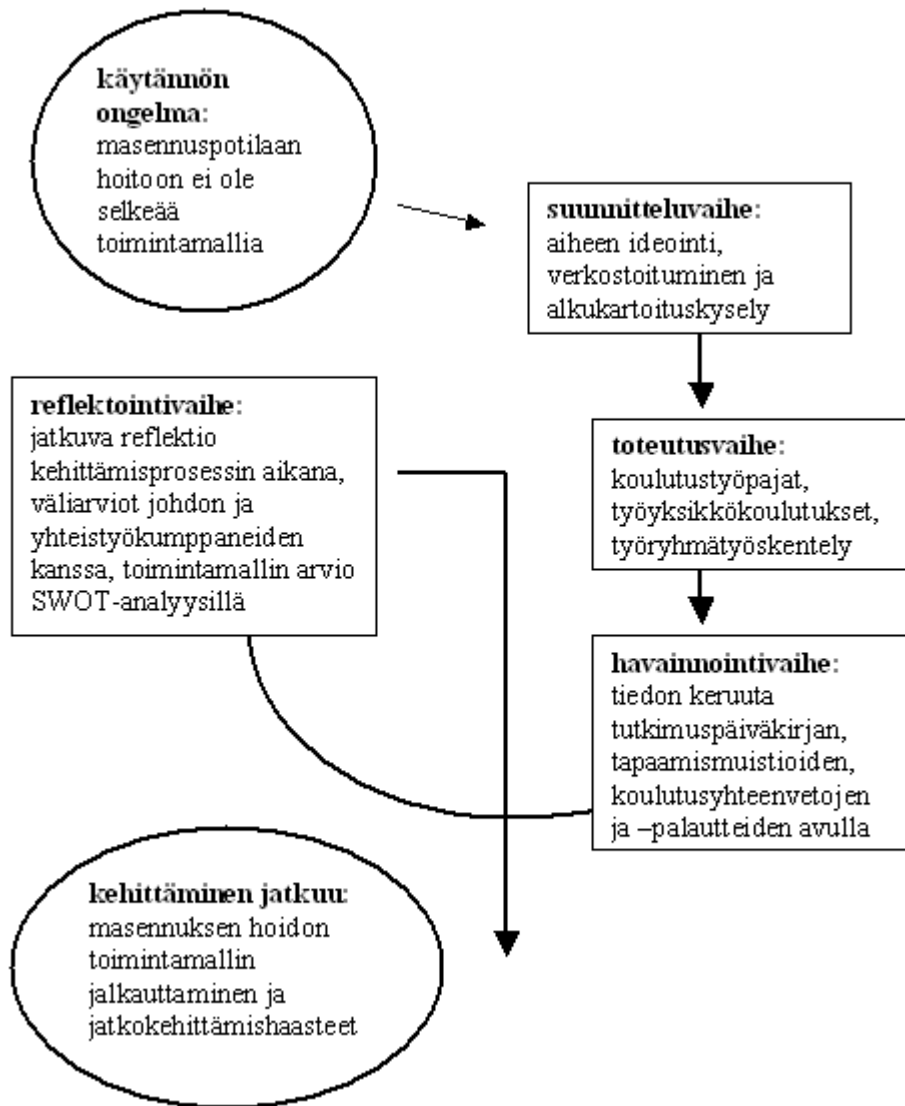 käytännön
ongelma:
masennuspotilaan
hoitoon ei ole
selkeää
toimintamallia
suunnitteluvaihe:
aiheen ideointi,
verkostoituminen ja
alkukartoituskysely
toteutusvaihe:
koulutustyöpajat,
työyksikkökoulutukset,
työryhmätyöskentely
havainnointivaihe:
tiedon keruuta
tutkimuspäiväkirjan,
tapaamismuistioiden,
koulutusyhteenvetojen
ja –palautteiden avulla
reflektointivaihe:
jatkuva reflektio
kehittämisprosessin aikana,
väliarviot johdon ja
yhteistyökumppaneiden
kanssa, toimintamallin arvio
SWOT-analyysillä
kehittäminen jatkuu:
masennuksen hoidon
toimintamallin
jalkauttaminen ja
jatkokehittämishaasteet